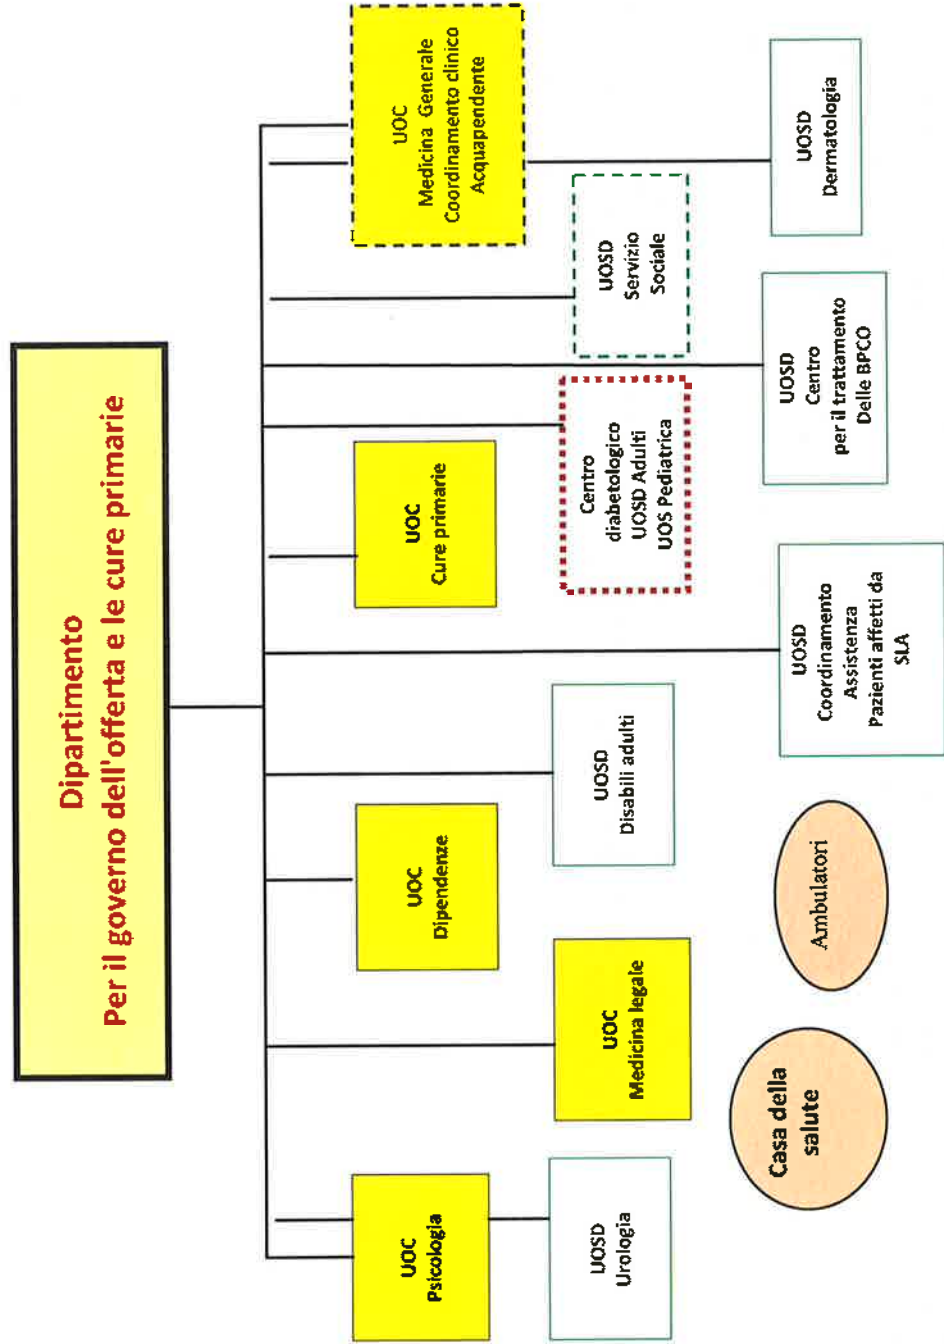 Dipartimento
Per il governo dell'offerta e le cure primarie
UOC
Psicologia
UOC
Dipendenze
UOC
Cure primarie
UOC
Medicina Generale
Coordinamento clinico
Acquapendente
UOSD
Urologia
UOC
Medicina legale
UOSD
Disabili adulti
Centro
diabetologico
UOSD Adulti
UOS Pediatrica
UOSD
Servizio
Sociale
Casa della
salute
Ambulatori
UOSD
Coordinamento
Assistenza
Pazienti affetti da
SLA
UOSD
Centro
per il trattamento
Delle BPCO
UOSD
Dermatologia